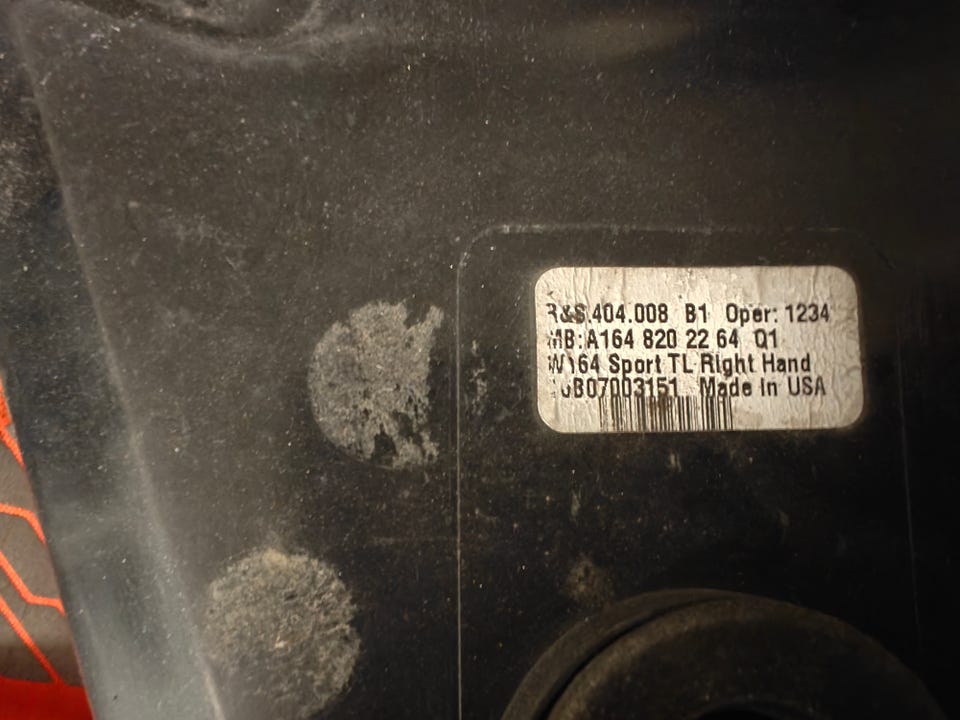 R&S.404.008 B1 Oper: 1234
MB:A164 820 22 64 Q1
W164 Sport TL Right Hand
Made In USA